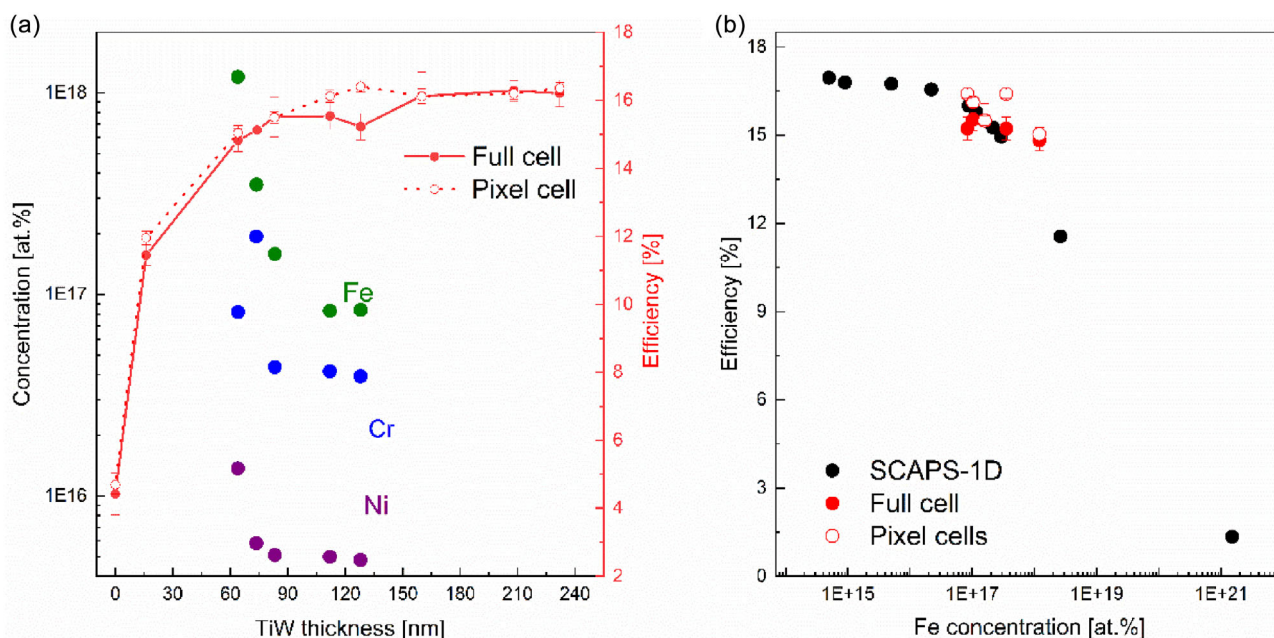 (a)
Concentration [at.%]
1E18
1E17
1E16
18
16
14
12
10
8
6
4
2
Efficiency [%]
Full cell
Pixel cell
Fe
Cr
Ni
0 30 60 90 120 150 180 210 240
TiW thickness [nm]
(b)
Efficiency [%]
18
15
12
9
6
3
0
SCAPS-1D
Full cell
Pixel cells
1E+15 1E+17 1E+19 1E+21
Fe concentration [at.%]